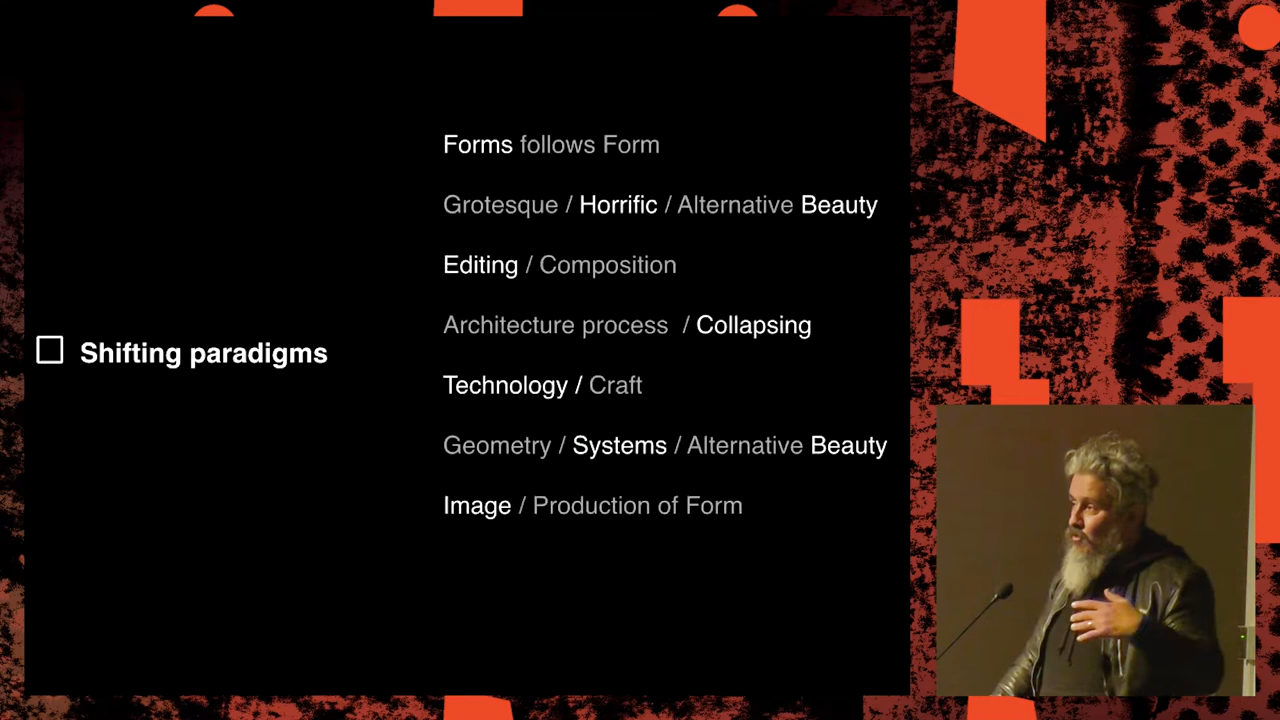 Forms follows Form
Grotesque / Horrific / Alternative Beauty
Editing / Composition
Architecture process / Collapsing
Shifting paradigms
Technology / Craft
Geometry / Systems / Alternative Beauty
Image / Production of Form